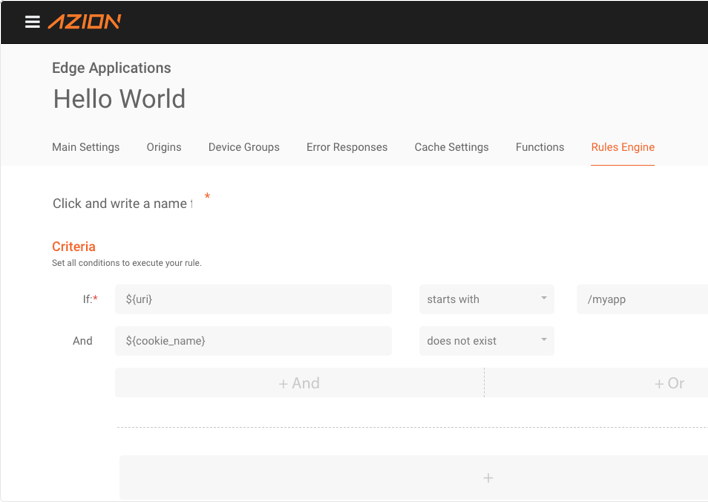 AZION
Edge Applications
Hello World
Main Settings Origins Device Groups Error Responses Cache Settings Functions Rules Engine
Click and write a name *
Criteria
Set all conditions to execute your rule.
If:* ${uri} starts with /myapp
And ${cookie_name} does not exist
+ And + Or
+